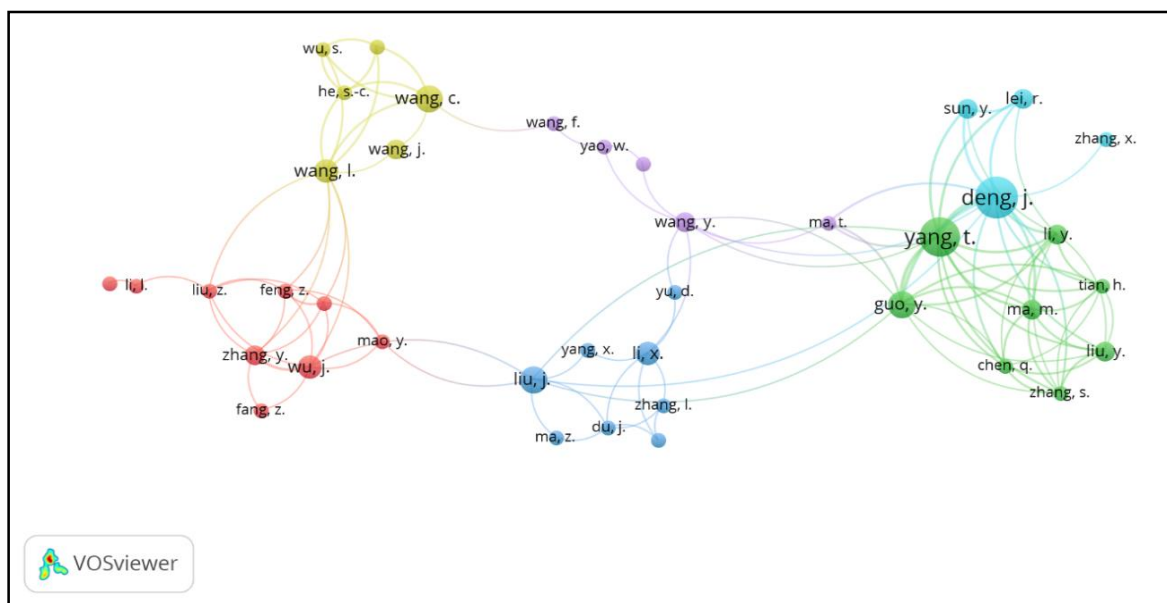 wu, s.
he, s.-c.
wang, c.
wang, j.
wang, l.
wang, f.
yao, w.
wang, y.
ma, t.
sun, y.
lei, r.
zhang, x.
deng, j.
yang, t.
li, y.
guo, y.
tian, h.
ma, m.
liu, y.
chen, q.
zhang, s.
li, l.
liu, z.
feng, z.
zhang, y.
wu, j.
mao, y.
fang, z.
yu, d.
yang, x.
li, x.
liu, j.
zhang, l.
du, j.
ma, z.
VOSviewer